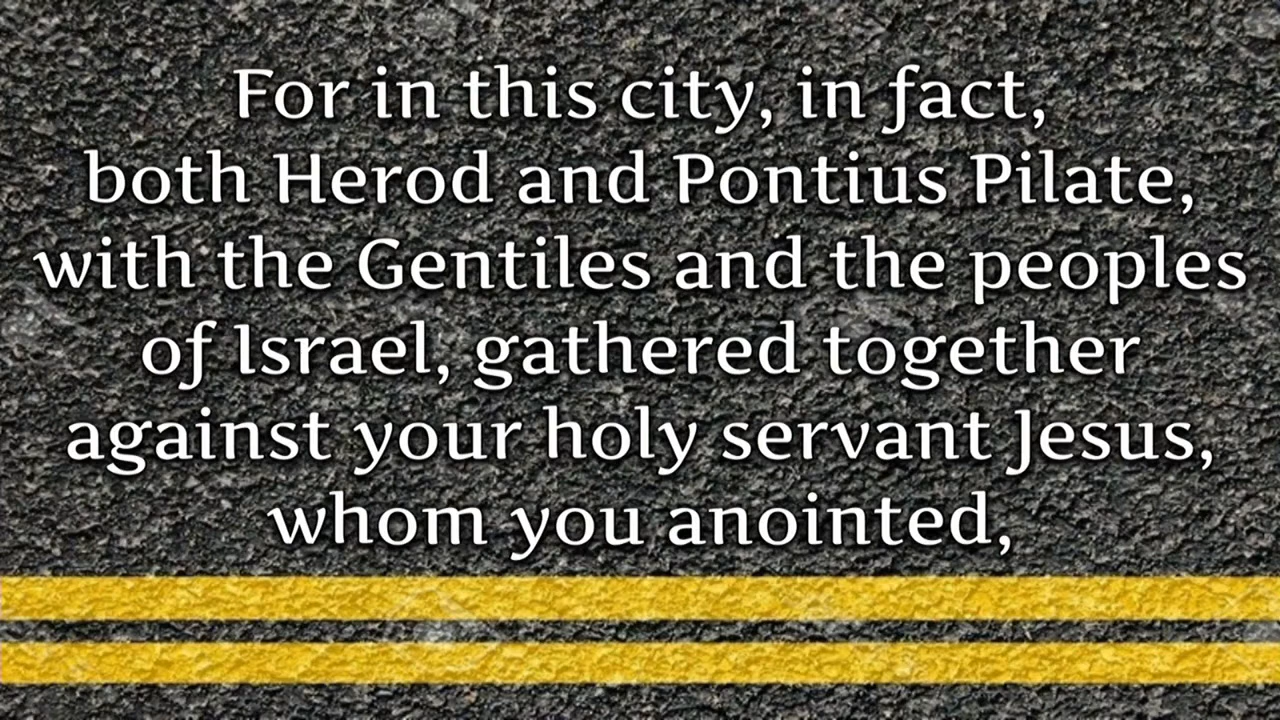 For in this city, in fact,
both Herod and Pontius Pilate,
with the Gentiles and the peoples
of Israel, gathered together
against your holy servant Jesus,
whom you anointed,